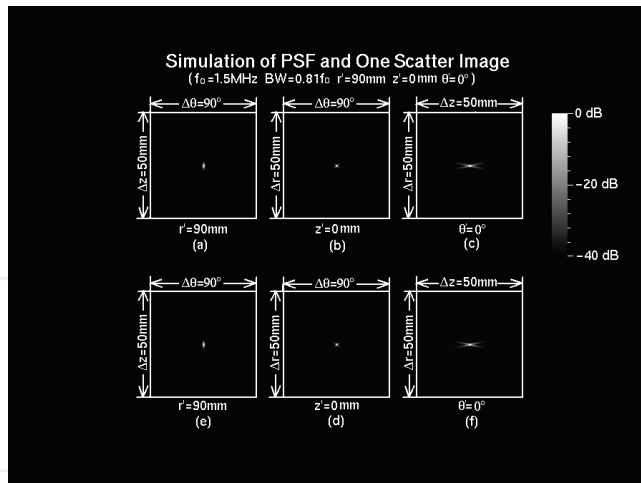 Simulation of PSF and One Scatter Image
(f₀=1.5MHz BW=0.81f₀ r'=90mm z'=0mm θ'=0°)
Δθ=90° Δθ=90° Δz=50mm
Δz=50mm Δr=50mm Δr=50mm
0 dB
−20 dB
−40 dB
r'=90mm z'=0mm θ'=0°
(a) (b) (c)
Δθ=90° Δθ=90° Δz=50mm
Δz=50mm Δr=50mm Δr=50mm
r'=90mm z'=0mm θ'=0°
(e) (d) (f)